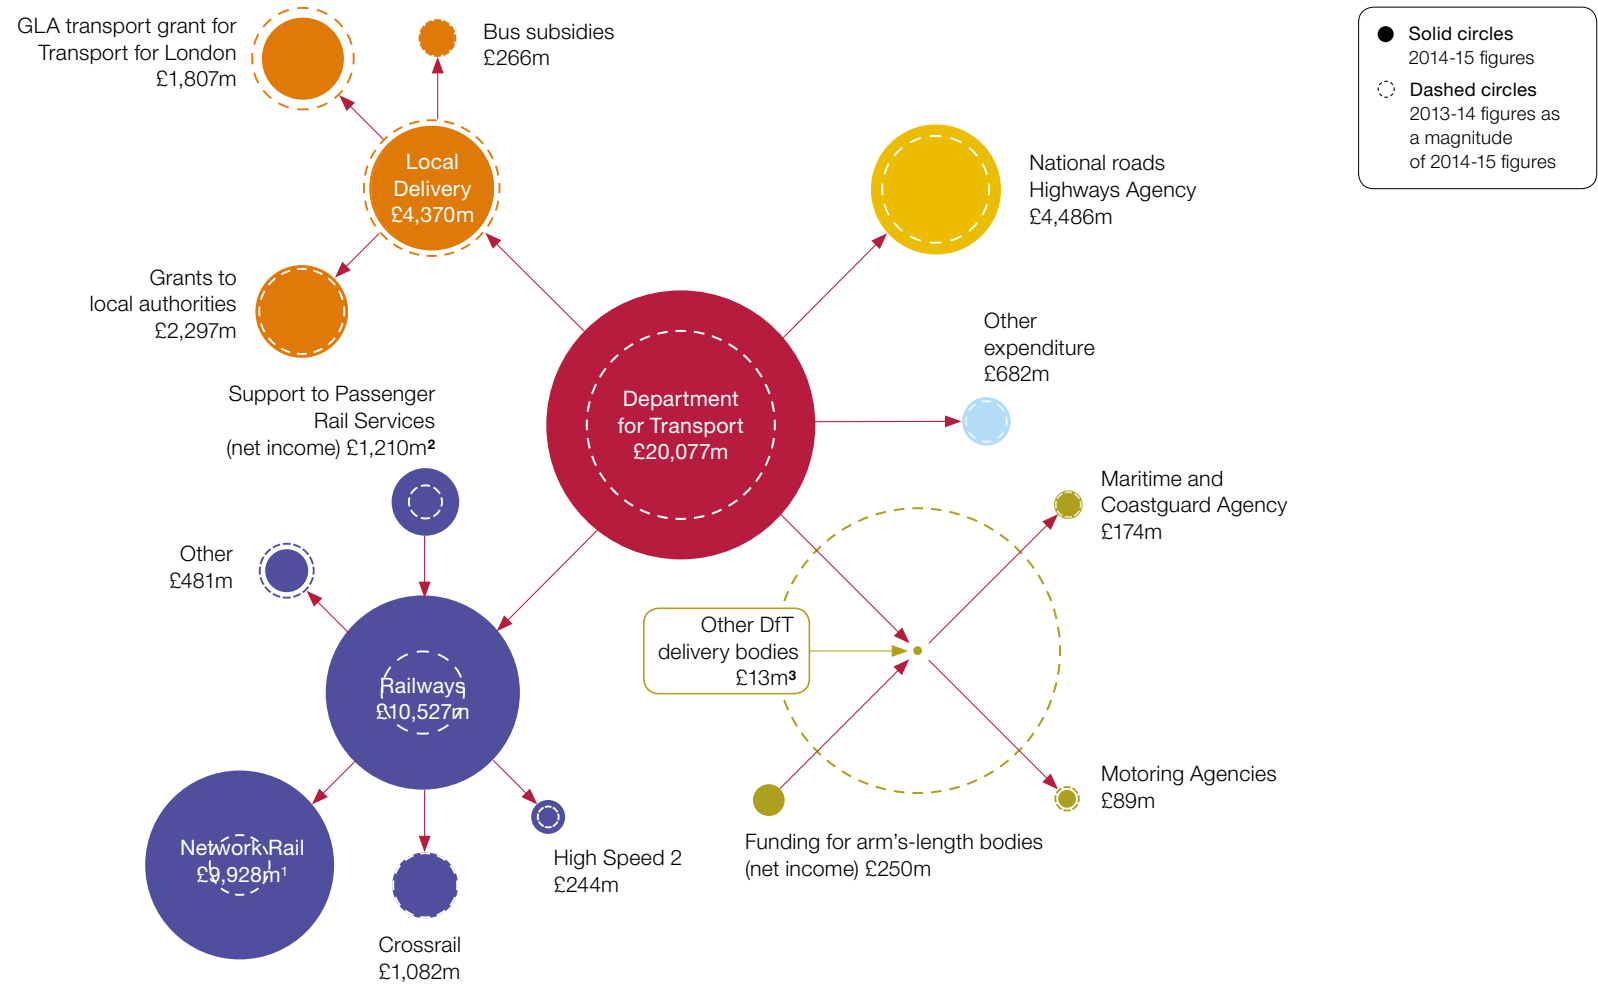 GLA transport grant for
Transport for London
£1,807m
Bus subsidies
£266m
Solid circles
2014-15 figures
Dashed circles
2013-14 figures as
a magnitude
of 2014-15 figures
Local
Delivery
£4,370m
National roads
Highways Agency
£4,486m
Grants to
local authorities
£2,297m
Other
expenditure
£682m
Support to Passenger
Rail Services
(net income) £1,210m²
Department
for Transport
£20,077m
Maritime and
Coastguard Agency
£174m
Other
£481m
Other DfT
delivery bodies
£13m³
Railways
£10,527m
Motoring Agencies
£89m
Funding for arm's-length bodies
(net income) £250m
Network Rail
£9,928m¹
High Speed 2
£244m
Crossrail
£1,082m